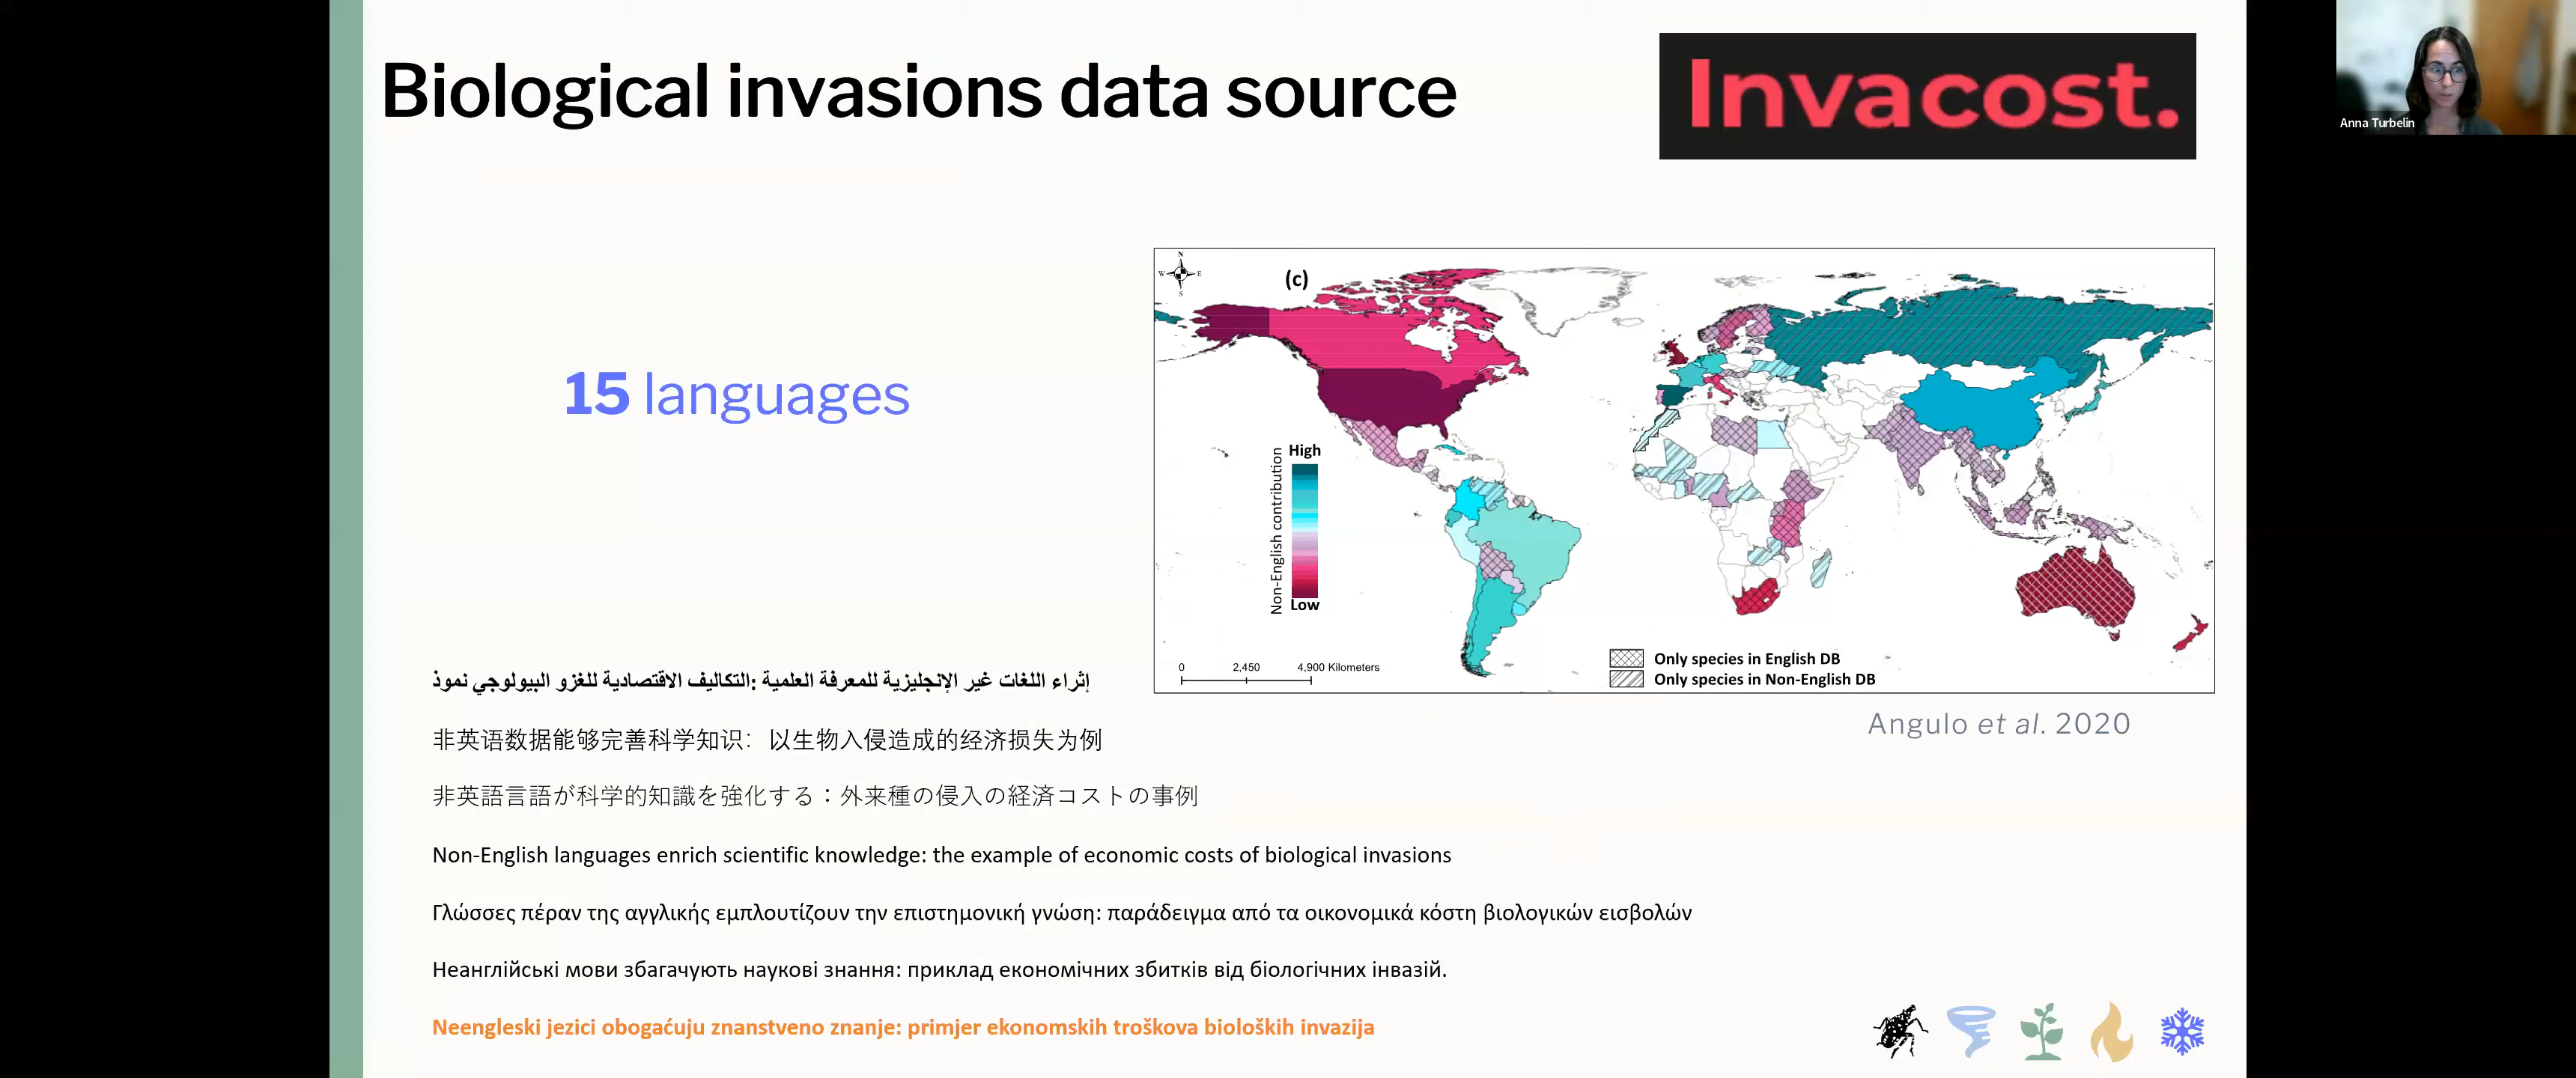 Biological invasions data source
Invacost.
Anna Turbelin
15 languages
N
W
E
S
(c)
Non-English contribution
High
Low
0 2,450 4,900 Kilometers
Only species in English DB
Only species in Non-English DB
Angulo et al. 2020
إثراء اللغات غير الإنجليزية للمعرفة العلمية :التكاليف الاقتصادية للغزو البيولوجي نموذ
非英语数据能够完善科学知识：以生物入侵造成的经济损失为例
非英語言語が科学的知識を強化する：外来種の侵入の経済コストの事例
Non-English languages enrich scientific knowledge: the example of economic costs of biological invasions
Γλώσσες πέραν της αγγλικής εμπλουτίζουν την επιστημονική γνώση: παράδειγμα από τα οικονομικά κόστη βιολογικών εισβολών
Неанглійські мови збагачують наукові знання: приклад економічних збитків від біологічних інвазій.
Neengleski jezici obogaćuju znanstveno znanje: primjer ekonomskih troškova bioloških invazija